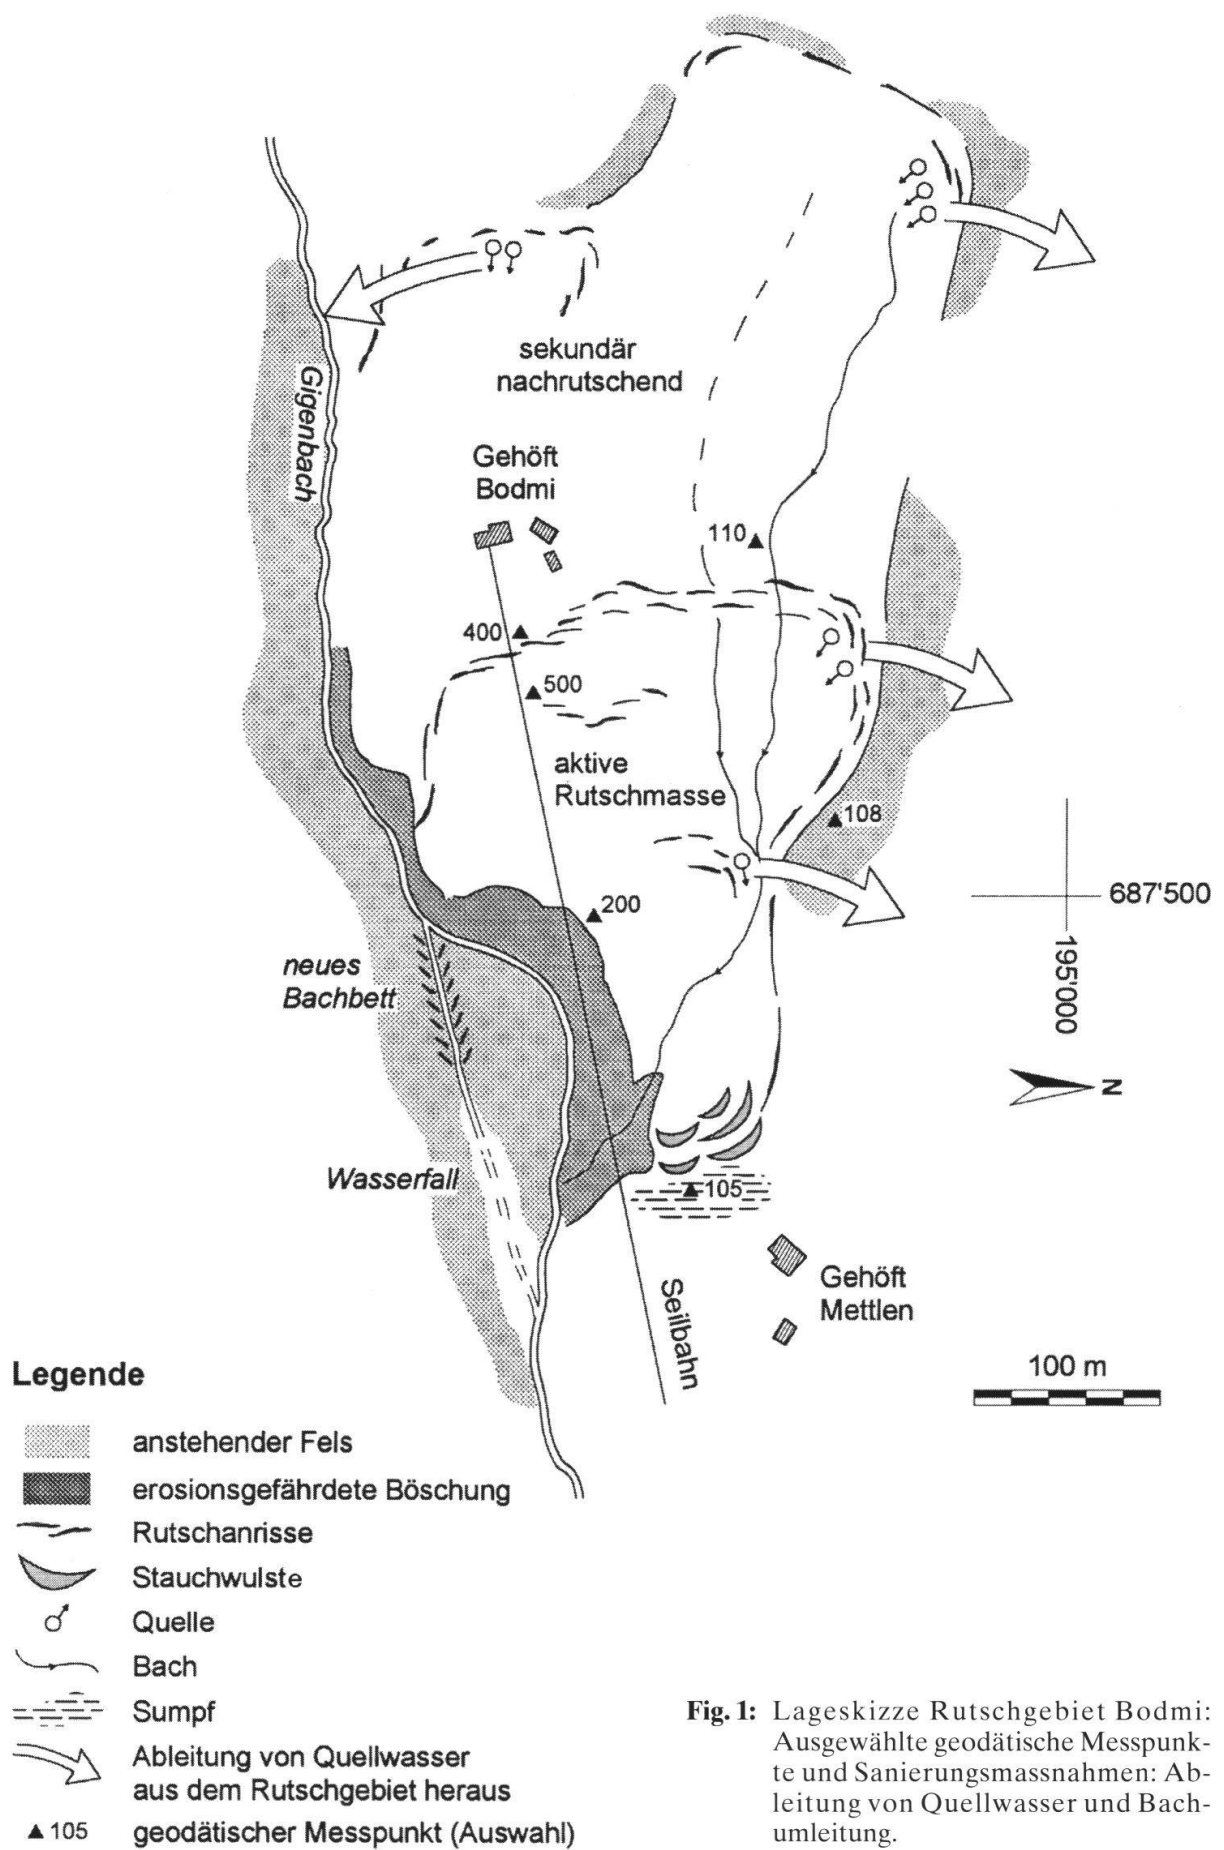 sekundär
nachrutschend
Gigenbach
Gehöft
Bodmi
110
400
500
aktive
Rutschmasse
108
200
687'500
195'000
neues
Bachbett
N
Wasserfall
105
Gehöft
Mettlen
Seilbahn
100 m
Legende
anstehender Fels
erosionsgefährdete Böschung
Rutschanrisse
Stauchwulste
Quelle
Bach
Sumpf
Ableitung von Quellwasser
aus dem Rutschgebiet heraus
105 geodätischer Messpunkt (Auswahl)
Fig. 1: Lageskizze Rutschgebiet Bodmi:
Ausgewählte geodätische Messpunk-
te und Sanierungsmassnahmen: Ab-
leitung von Quellwasser und Bach-
umleitung.